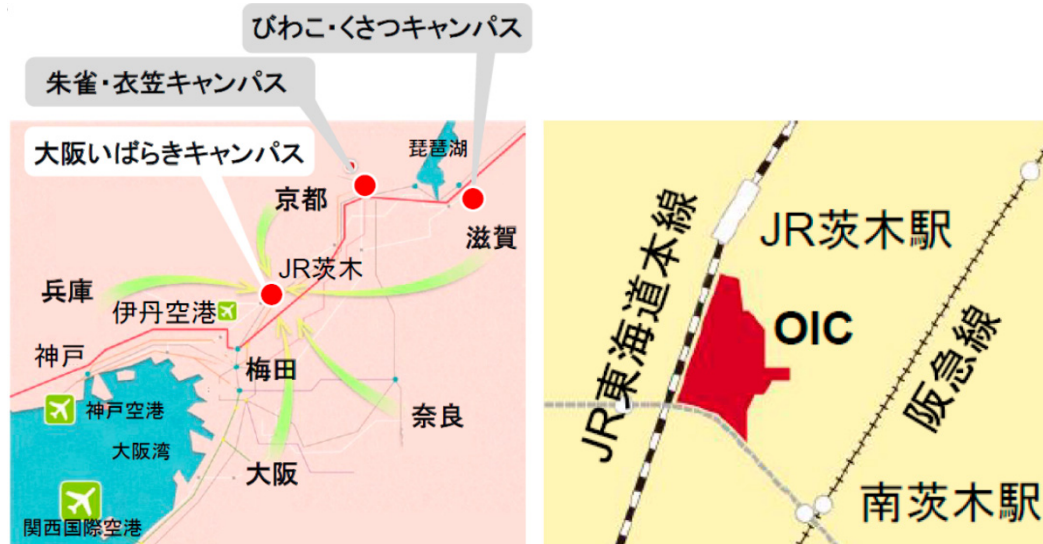 びわこ・くさつキャンパス
朱雀・衣笠キャンパス
大阪いばらきキャンパス
琵琶湖
京都
滋賀
JR茨木
兵庫
伊丹空港
神戸
梅田
奈良
神戸空港
大阪湾
大阪
関西国際空港
JR東海道本線
JR茨木駅
OIC
阪急線
南茨木駅